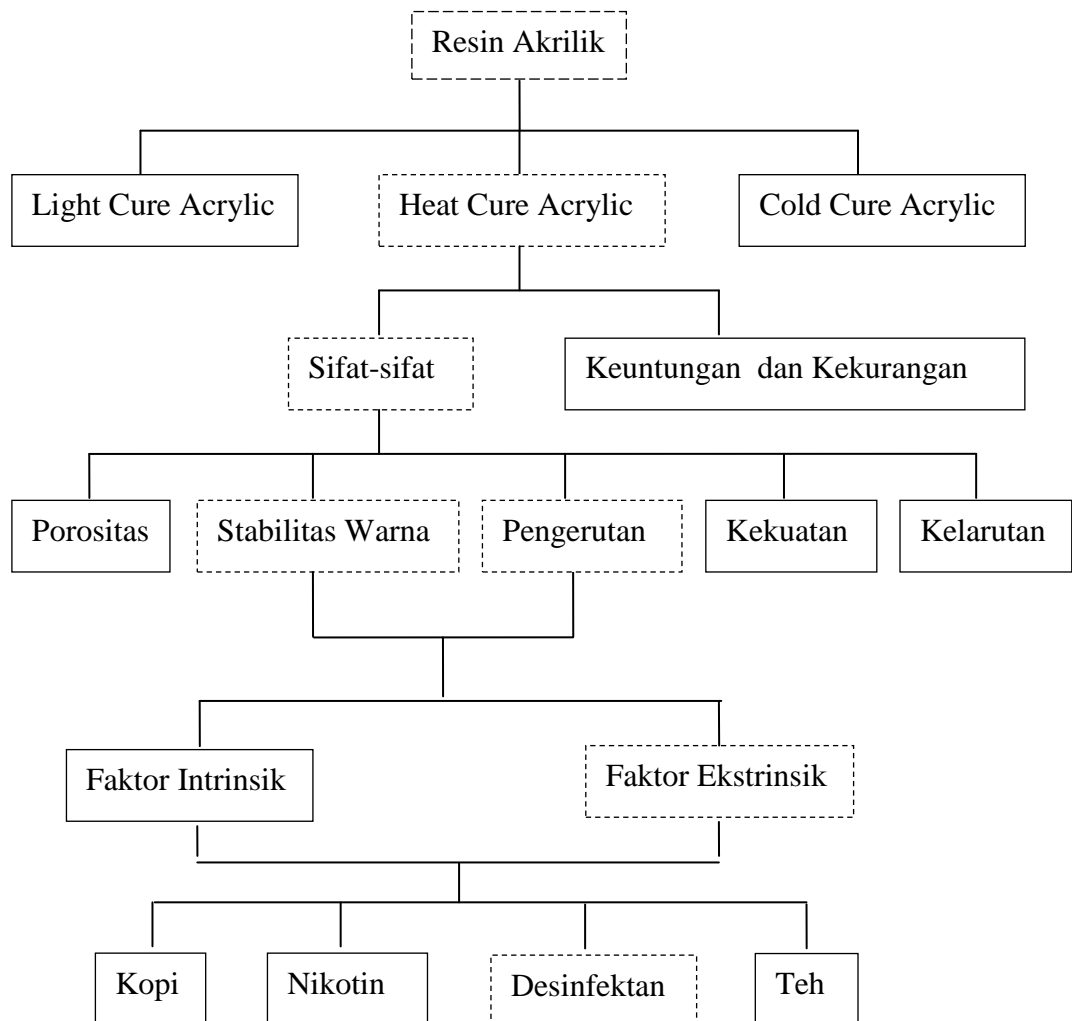 Resin Akrilik
Light Cure Acrylic
Heat Cure Acrylic
Cold Cure Acrylic
Sifat-sifat
Keuntungan dan Kekurangan
Porositas
Stabilitas Warna
Pengerutan
Kekuatan
Kelarutan
Faktor Intrinsik
Faktor Ekstrinsik
Kopi
Nikotin
Desinfektan
Teh